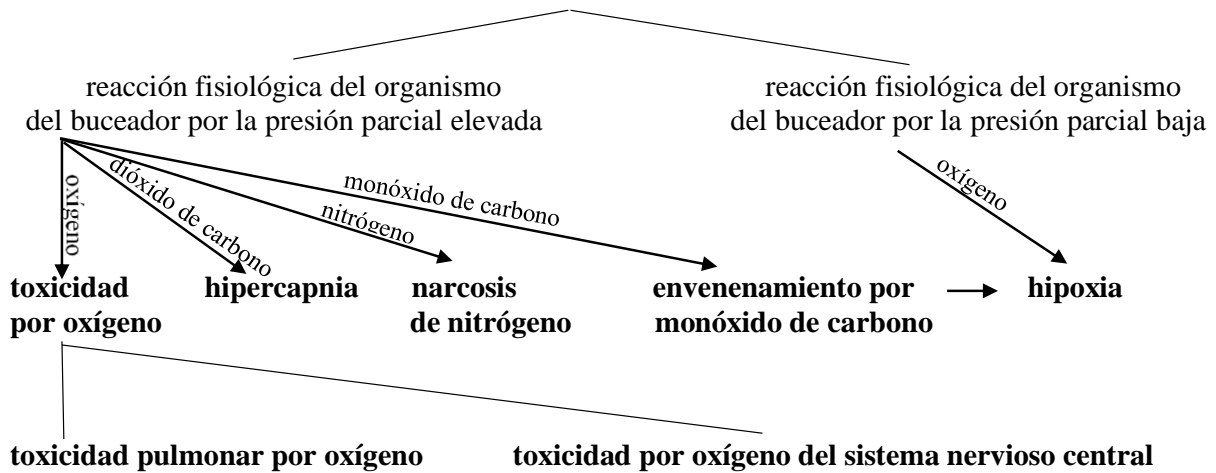 reacción fisiológica del organismo
del buceador por la presión parcial elevada
reacción fisiológica del organismo
del buceador por la presión parcial baja
oxígeno
dióxido de carbono
nitrógeno
monóxido de carbono
oxígeno
toxicidad
por oxígeno
hipercapnia
narcosis
de nitrógeno
envenenamiento por
monóxido de carbono
hipoxia
toxicidad pulmonar por oxígeno
toxicidad por oxígeno del sistema nervioso central